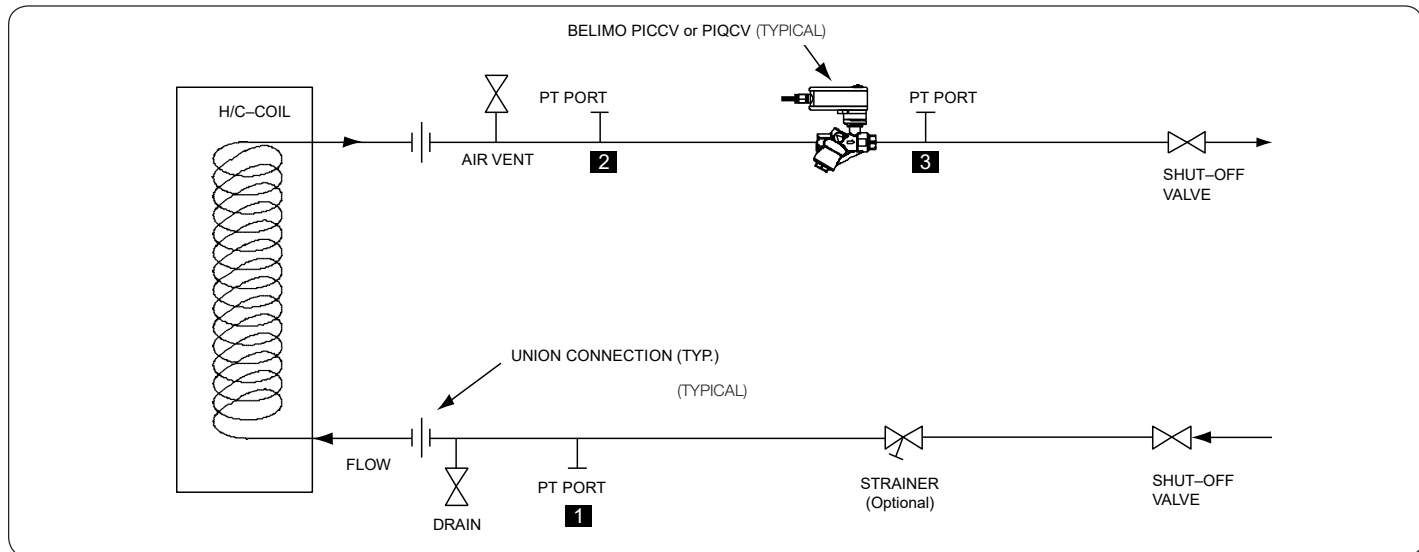 BELIMO PICCV or PIQCV (TYPICAL)
H/C–COIL
PT PORT
PT PORT
AIR VENT
2
3
SHUT–OFF
VALVE
UNION CONNECTION (TYP.)
(TYPICAL)
FLOW
PT PORT
STRAINER
(Optional)
SHUT–OFF
VALVE
1
DRAIN